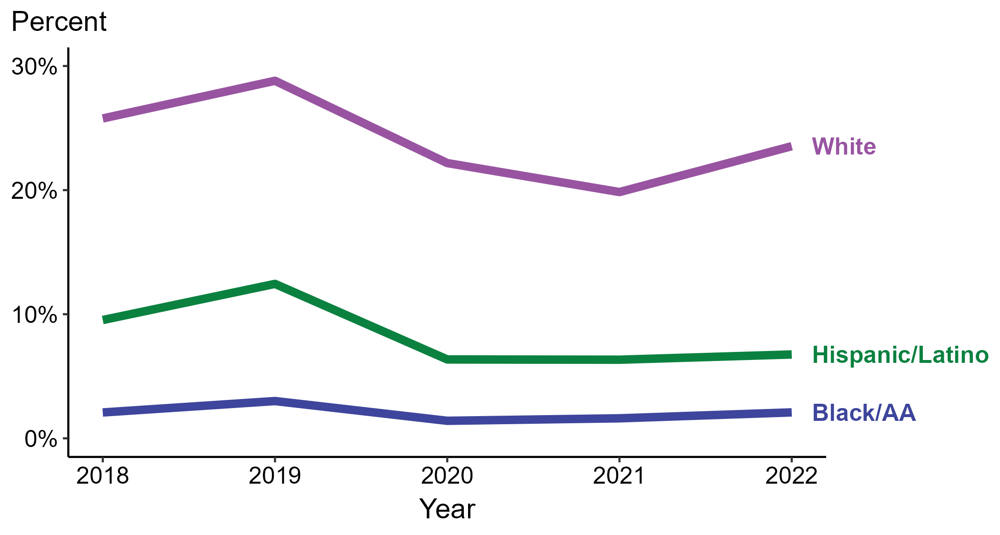 Percent
30%
20%
10%
0%
White
Hispanic/Latino
Black/AA
2018 2019 2020 2021 2022
Year